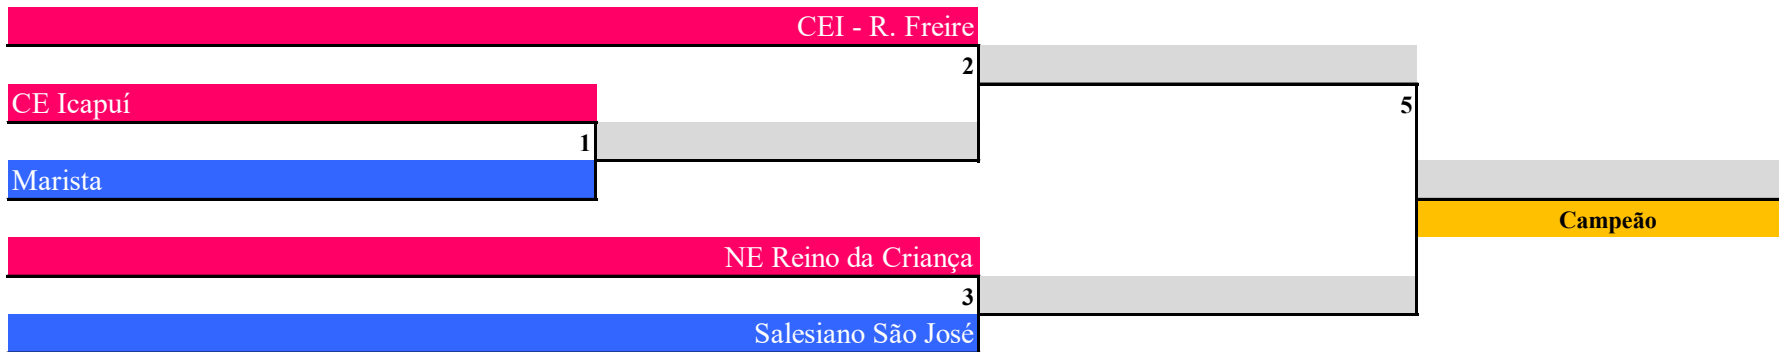 CEI - R. Freire
2
CE Icapuí
5
1
Marista
Campeão
NE Reino da Criança
3
Salesiano São José